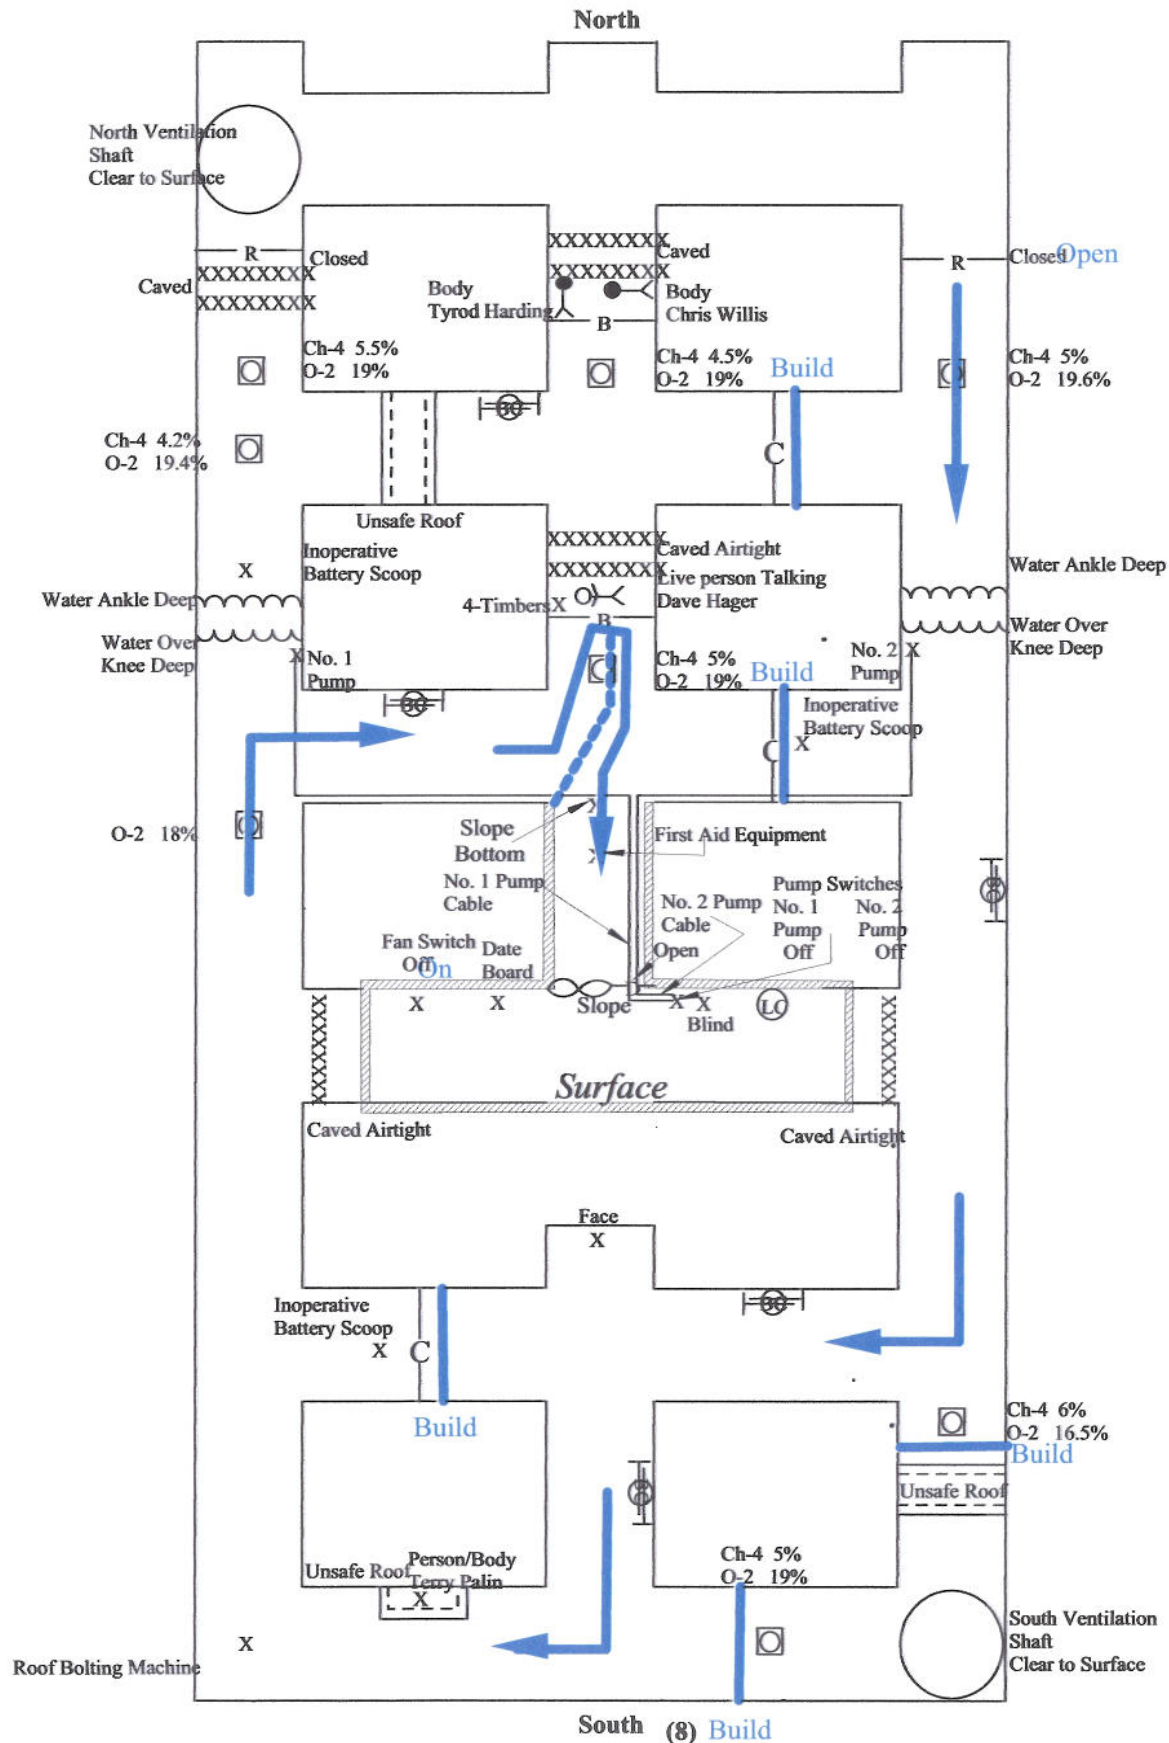 North
North Ventilation
Shaft
Clear to Surface
R
Closed
Caved
XXXXXXXX
XXXXXXXX
XXXXXXXX
Caved
XXXXXXXX
Body
Tyrod Harding
Body
Chris Willis
B
R
Closed
Open
Ch-4 5.5%
O-2 19%
Ch-4 4.5%
O-2 19%
Build
Ch-4 5%
O-2 19.6%
BC
Ch-4 4.2%
O-2 19.4%
C
Unsafe Roof
Inoperative
Battery Scoop
XXXXXXXX
Caved Airtight
XXXXXXXX
Live person Talking
Dave Hager
4-Timbers
X
B
X
Water Ankle Deep
Water Over
Knee Deep
Water Ankle Deep
Water Over
Knee Deep
X
No. 1
Pump
Ch-4 5%
O-2 19%
Build
No. 2
Pump
X
BC
Inoperative
Battery Scoop
C
X
O-2 18%
X
Slope
Bottom
First Aid Equipment
X
No. 1 Pump
Cable
No. 2 Pump
Cable
Pump Switches
No. 1
Pump
Off
No. 2
Pump
Off
BC
Fan Switch
Off
On
Date
Board
Open
X
X
Slope
X
X
Blind
LC
XXXXXXXX
XXXXXXXX
Surface
Caved Airtight
Caved Airtight
Face
X
BC
Inoperative
Battery Scoop
X
C
Build
Ch-4 6%
O-2 16.5%
Build
BC
Unsafe Roof
Unsafe Roof
Person/Body
Terry Palin
X
Ch-4 5%
O-2 19%
X
Roof Bolting Machine
South Ventilation
Shaft
Clear to Surface
South (8) Build